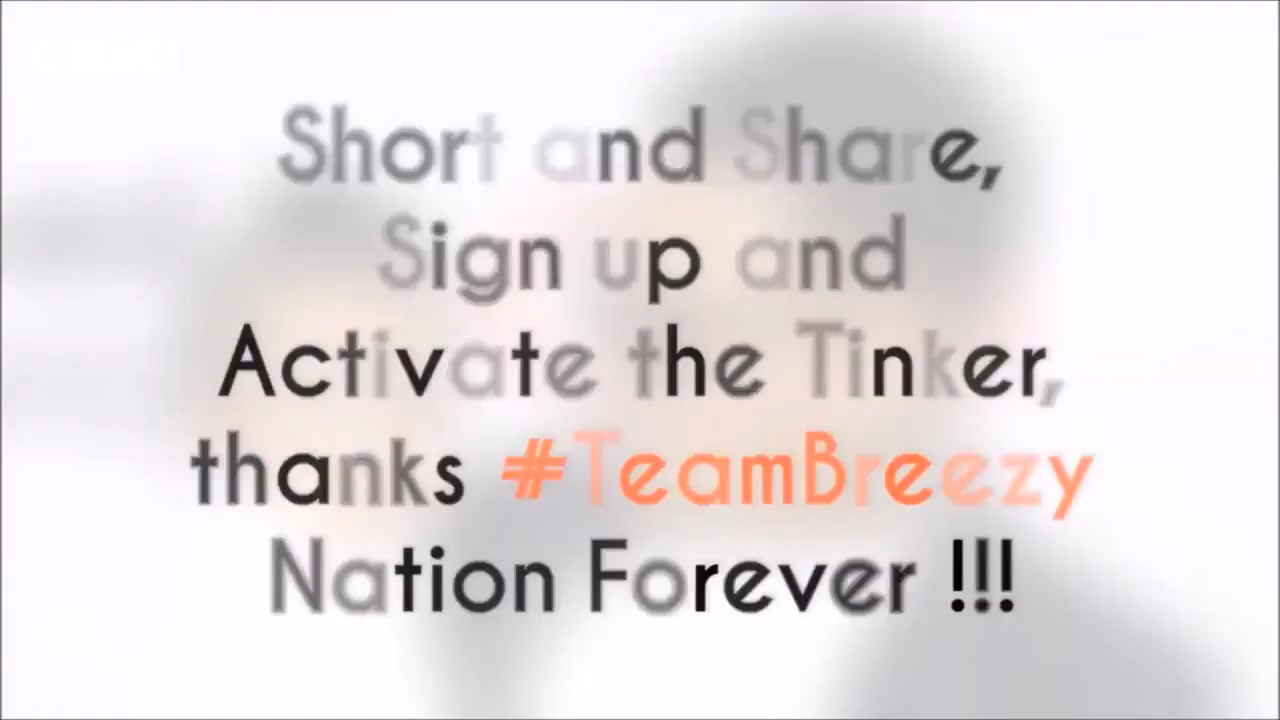 Short and Share,
Sign up and
Activate the Tinker,
thanks #TeamBreezy
Nation Forever !!!